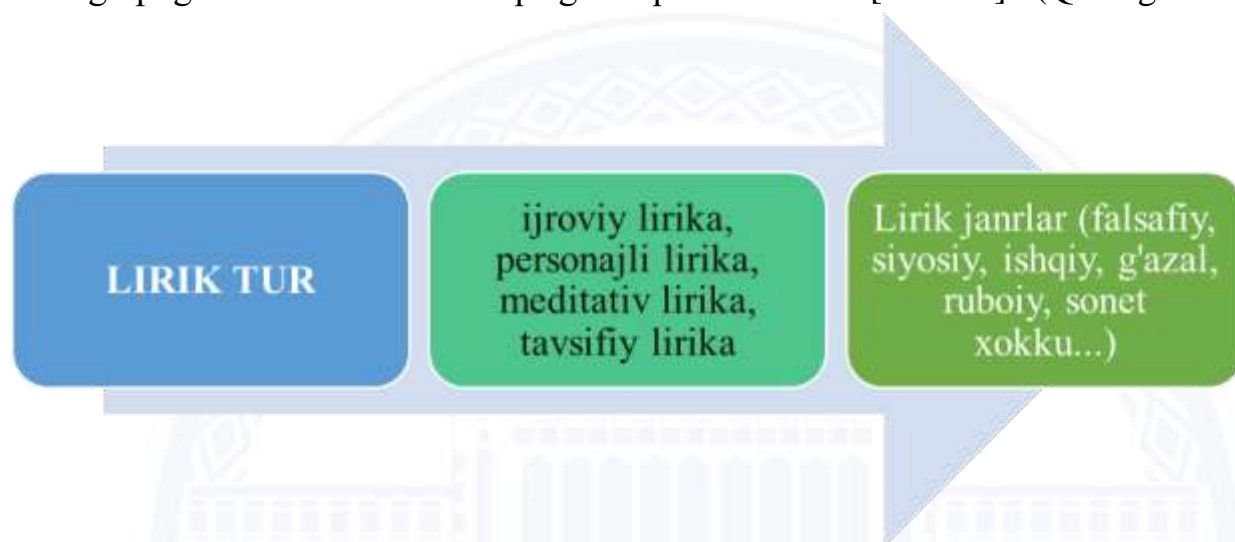 LIRIK TUR
ijroviy lirika,
personajli lirika,
meditativ lirika,
tavsifiy lirika
Lirik janrlar (falsafiy,
siyosiy, ishqiy, g'azal,
ruboiy, sonet
xokku...)